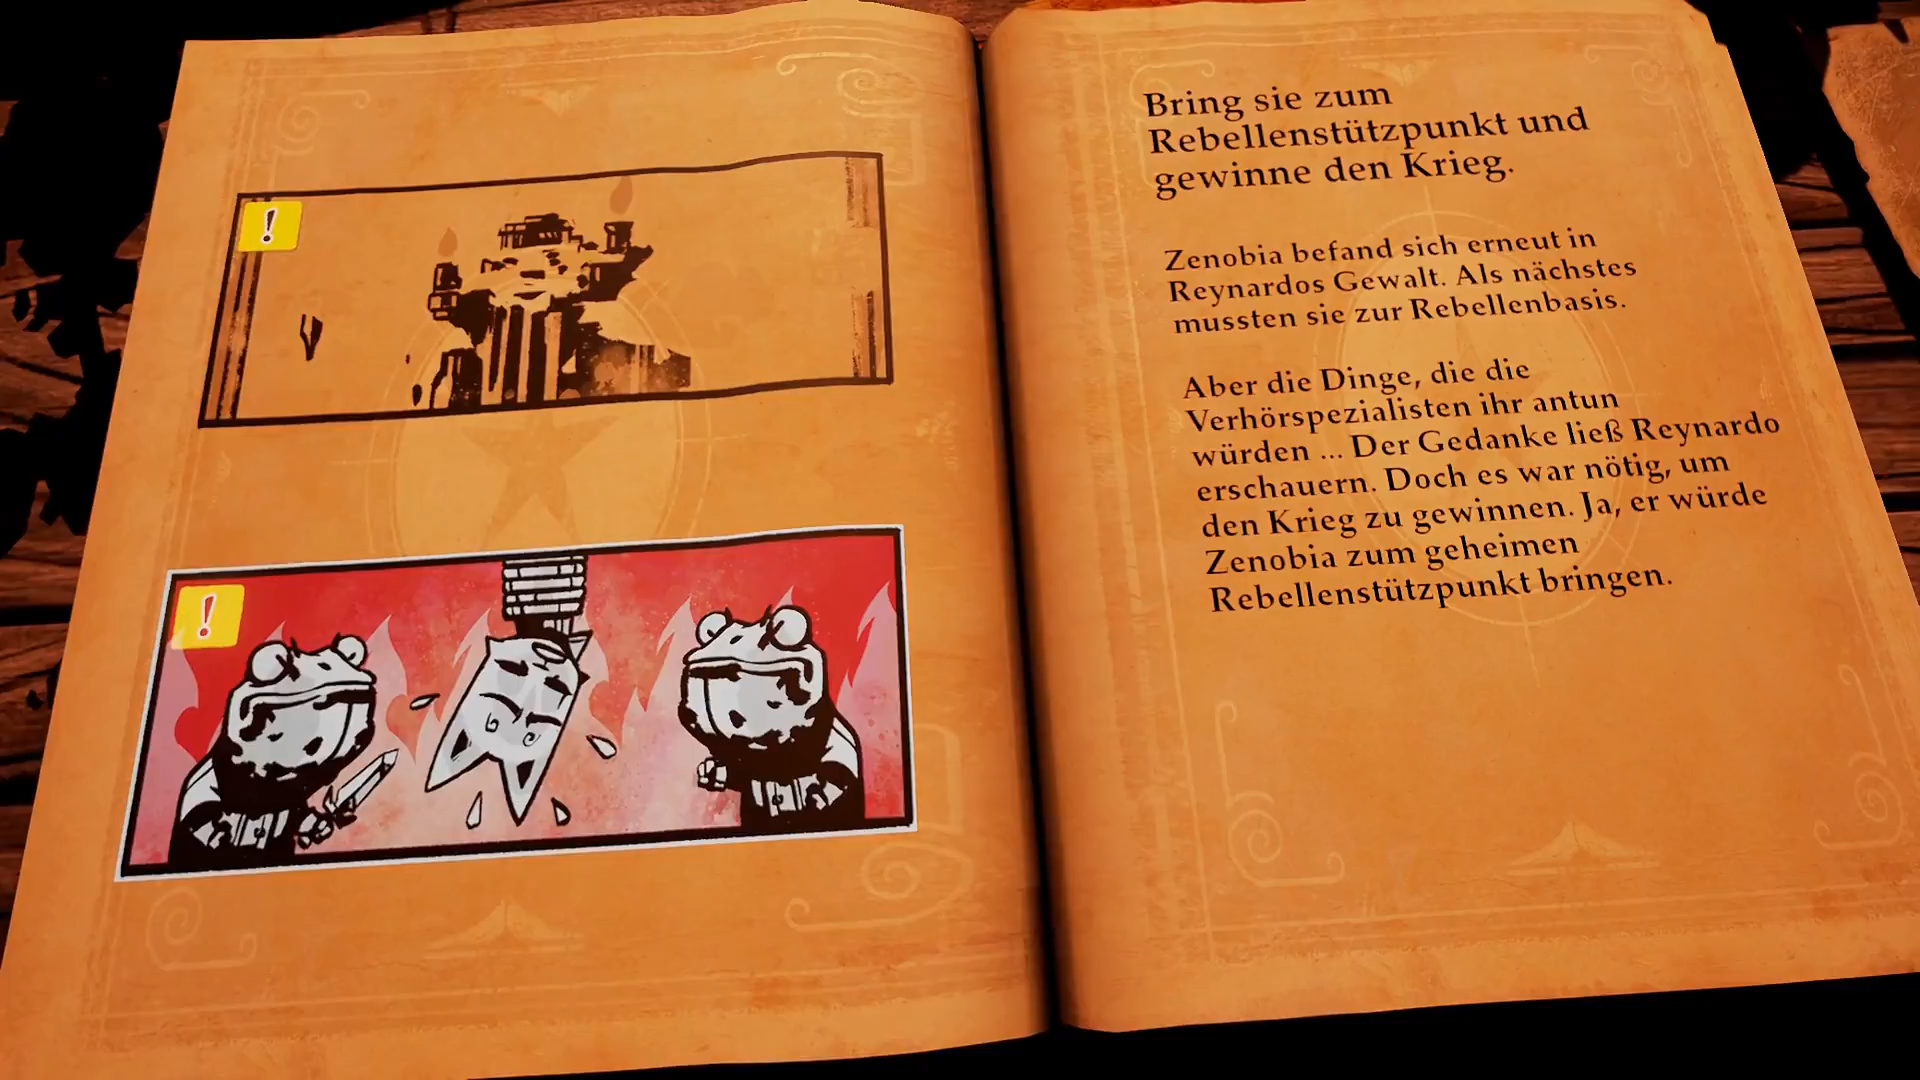 !
!
Bring sie zum
Rebellenstützpunkt und
gewinne den Krieg.
Zenobia befand sich erneut in
Reynardos Gewalt. Als nächstes
mussten sie zur Rebellenbasis.
Aber die Dinge, die die
Verhörspezialisten ihr antun
würden ... Der Gedanke ließ Reynardo
erschauern. Doch es war nötig, um
den Krieg zu gewinnen. Ja, er würde
Zenobia zum geheimen
Rebellenstützpunkt bringen.